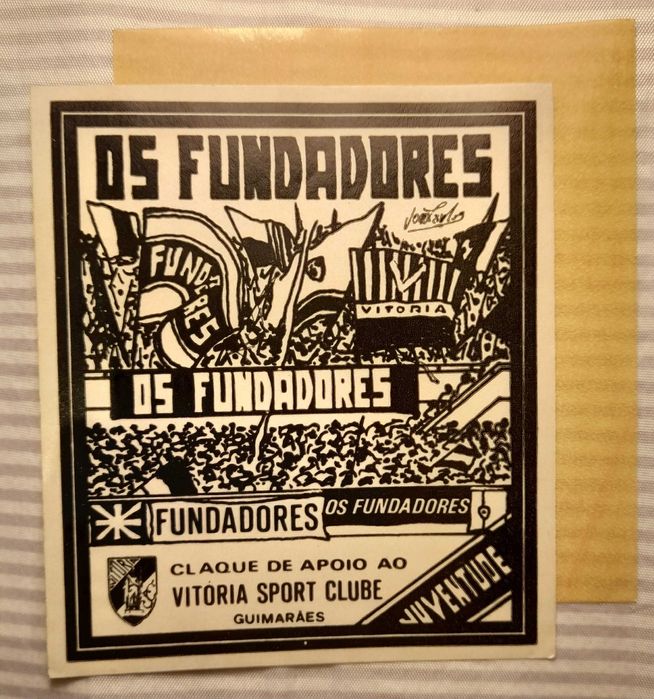 OS FUNDADORES
FUNDADORES
VITORIA
OS FUNDADORES
FUNDADORES
OS FUNDADORES
CLAQUE DE APOIO AO
VITÓRIA SPORT CLUBE
GUIMARÃES
JUVENTUDE